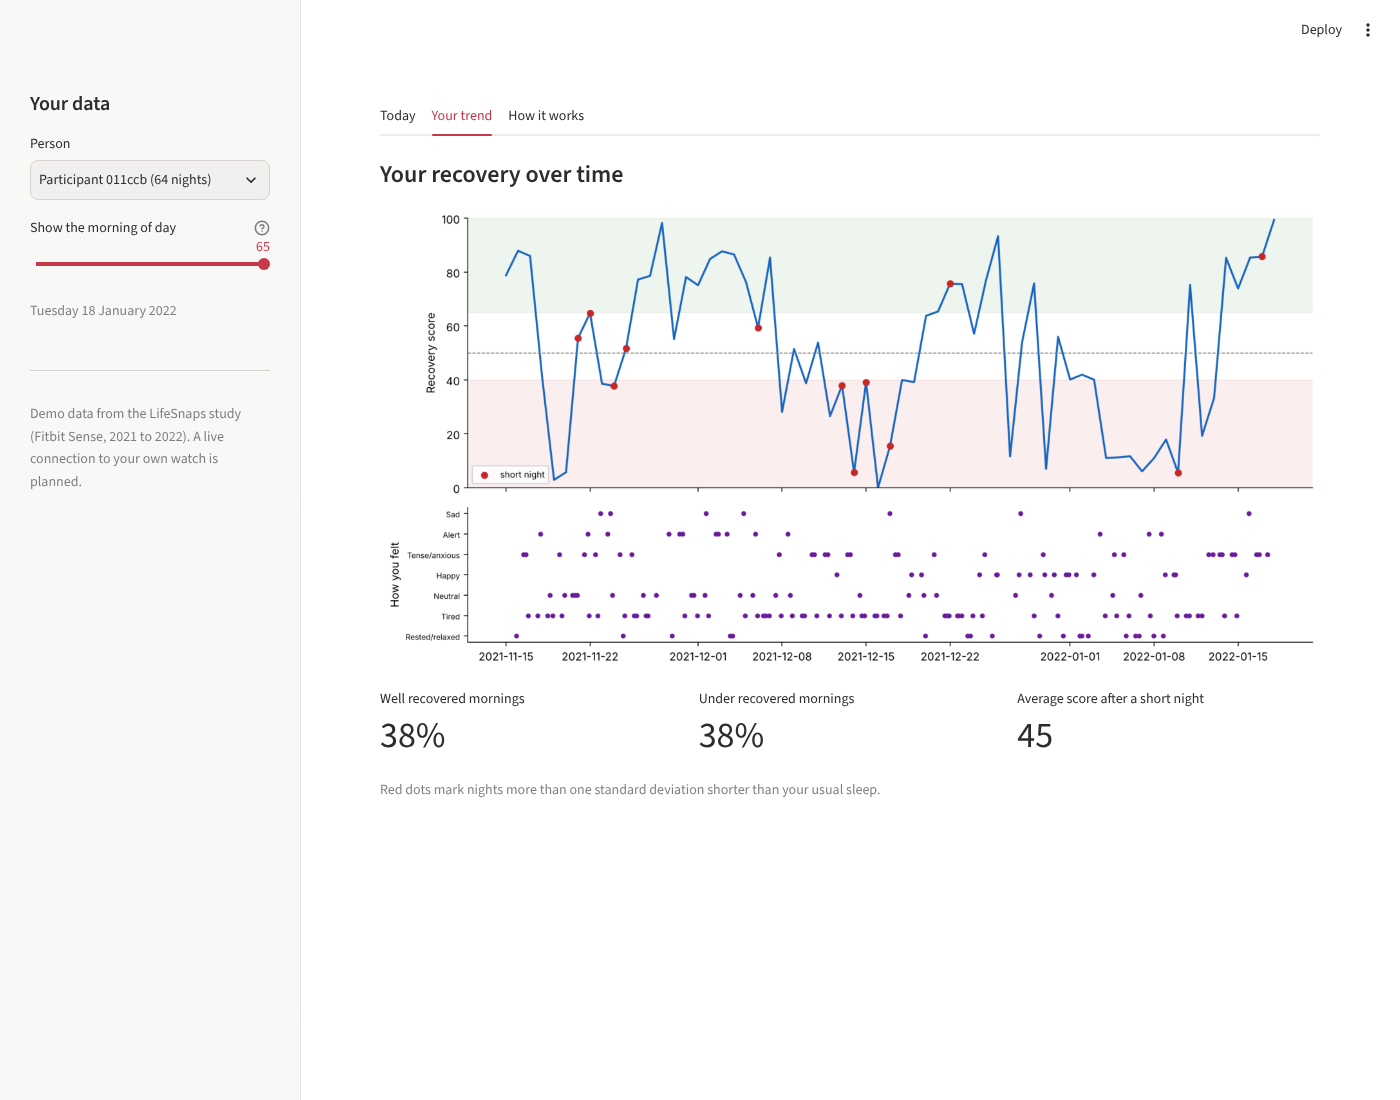 Deploy
Your data
Person
Participant 011ccb (64 nights)
Show the morning of day
65
Tuesday 18 January 2022
Demo data from the LifeSnaps study
(Fitbit Sense, 2021 to 2022). A live
connection to your own watch is
planned.
Today Your trend How it works
Your recovery over time
Recovery score
100
80
60
40
20
0
short night
How you felt
Sad
Alert
Tense/anxious
Happy
Neutral
Tired
Rested/relaxed
2021-11-15 2021-11-22 2021-12-01 2021-12-08 2021-12-15 2021-12-22 2022-01-01 2022-01-08 2022-01-15
Well recovered mornings
38%
Under recovered mornings
38%
Average score after a short night
45
Red dots mark nights more than one standard deviation shorter than your usual sleep.